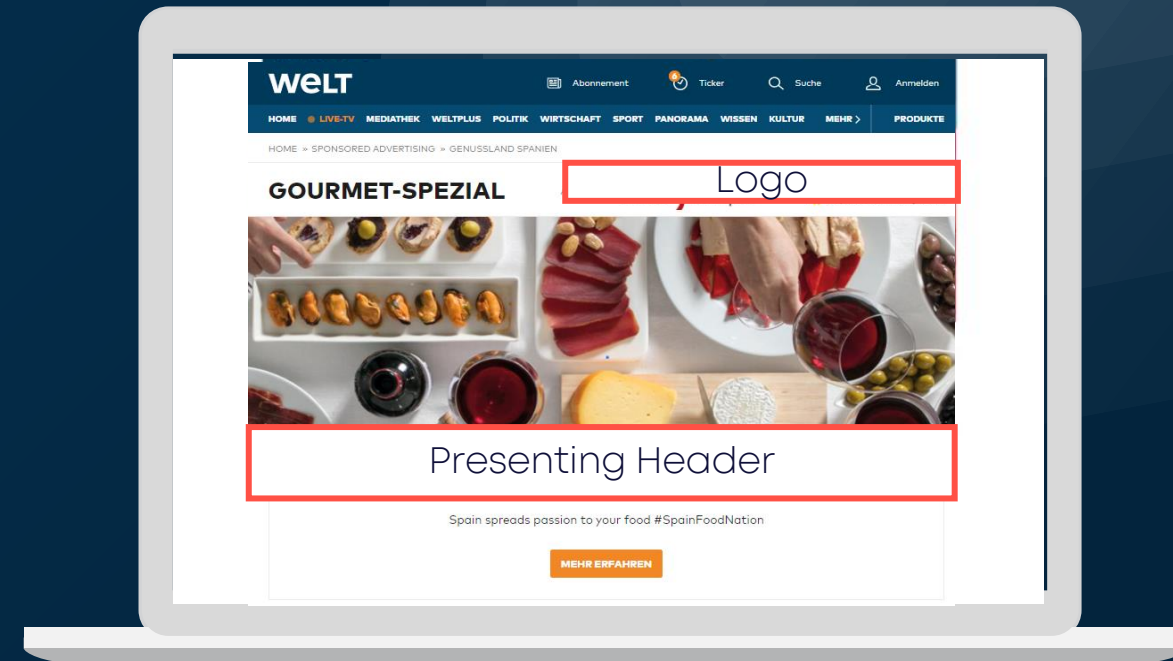 WELT
Abonnement 6 Ticker Suche Anmelden
HOME LIVE-TV MEDIATHEK WELTPLUS POLITIK WIRTSCHAFT SPORT PANORAMA WISSEN KULTUR MEHR > PRODUKTE
HOME » SPONSORED ADVERTISING » GENUSSLAND SPANIEN
Logo
GOURMET-SPEZIAL
Presenting Header
Spain spreads passion to your food #SpainFoodNation
MEHR ERFAHREN